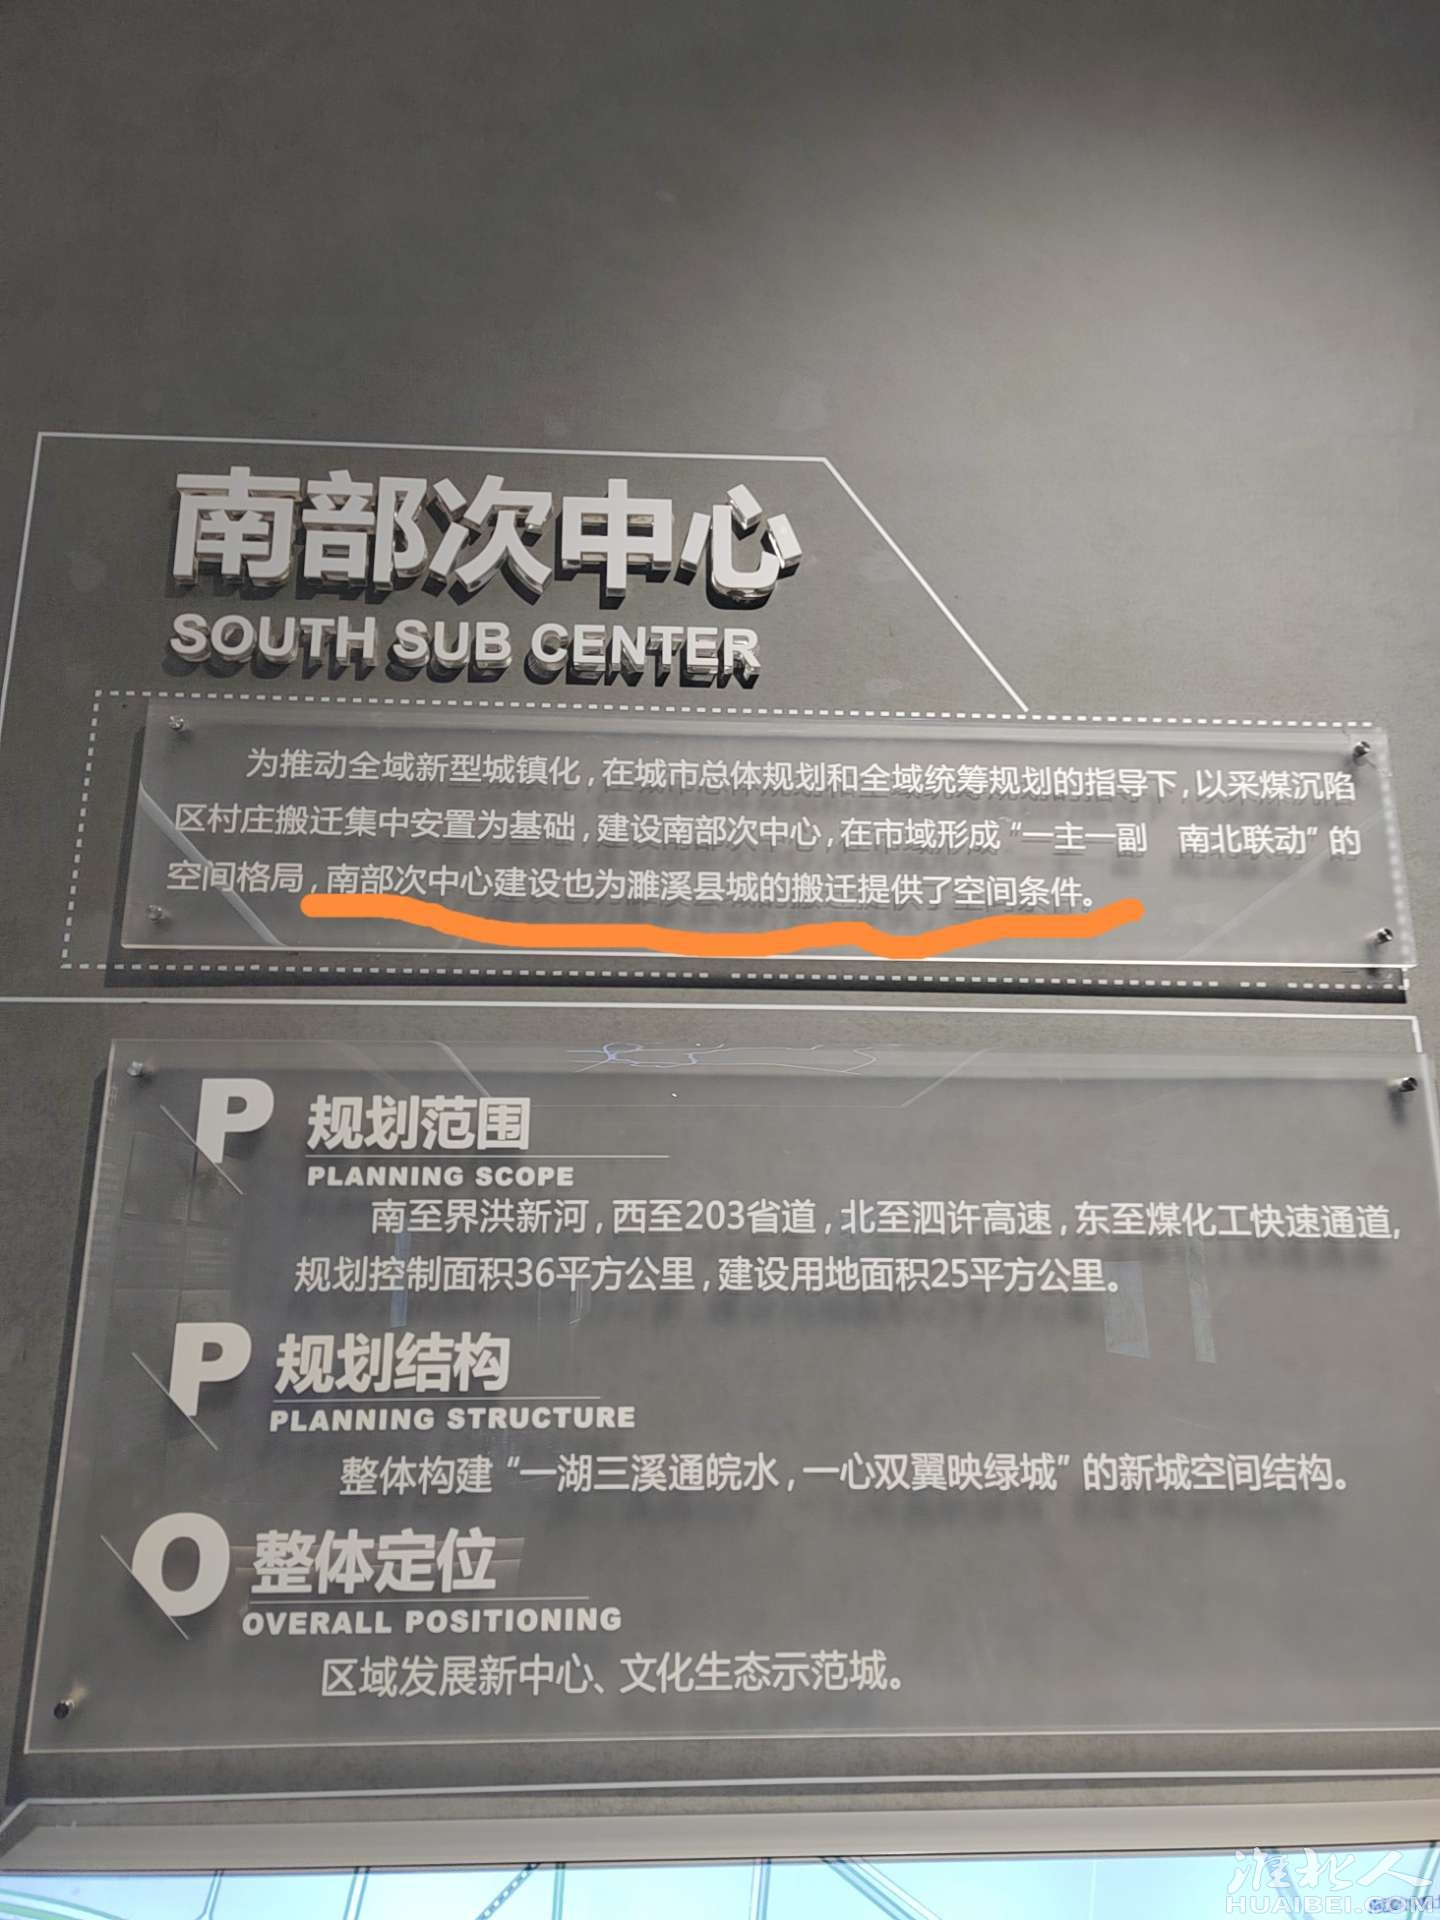 南部次中心
SOUTH SUB CENTER
为推动全域新型城镇化,在城市总体规划和全域统筹规划的指导下,以采煤沉陷
区村庄搬迁集中安置为基础,建设南部次中心,在市域形成“一主一副 南北联动”的
空间格局,南部次中心建设也为濉溪县城的搬迁提供了空间条件。
P 规划范围
PLANNING SCOPE
南至界洪新河,西至203省道,北至泗许高速,东至煤化工快速通道,
规划控制面积36平方公里,建设用地面积25平方公里。
P 规划结构
PLANNING STRUCTURE
整体构建“一湖三溪通皖水,一心双翼映绿城”的新城空间结构。
O 整体定位
OVERALL POSITIONING
区域发展新中心、文化生态示范城。
淮北人
HUAIBEI.COM